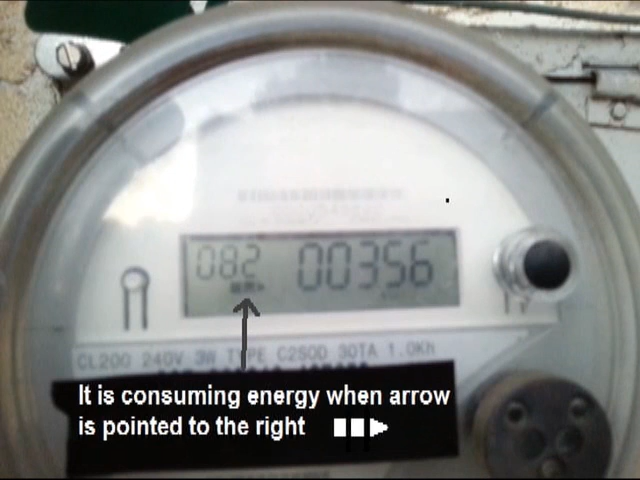 082 00356
CL200 240V 3W TYPE C2SOD 30TA 1.0Kh
It is consuming energy when arrow
is pointed to the right